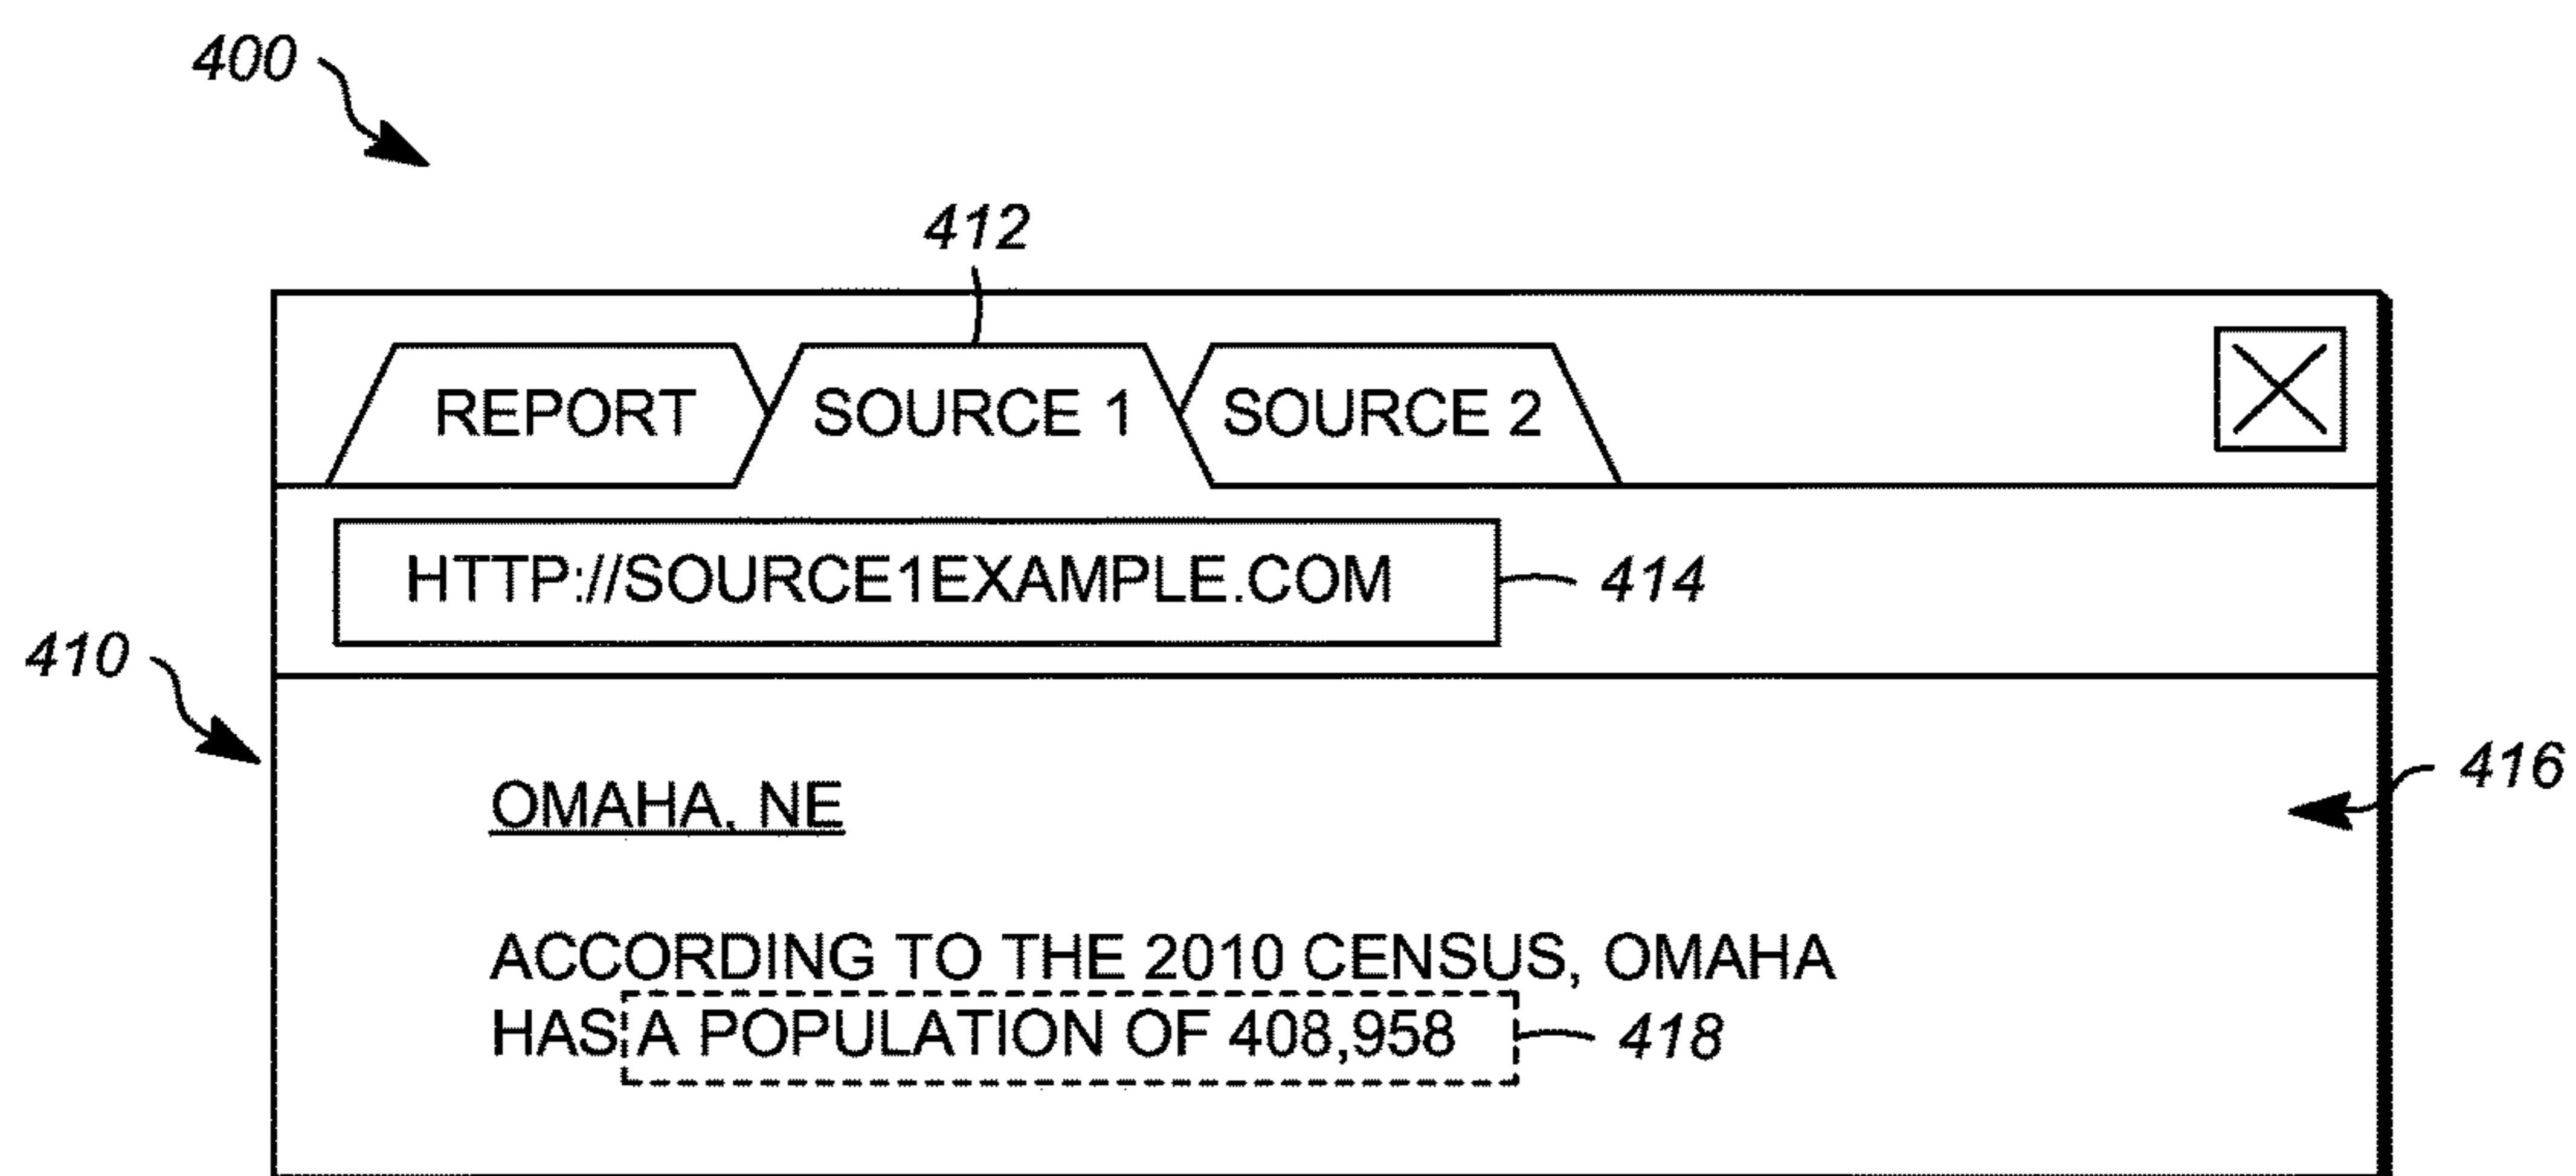 400
412
REPORT SOURCE 1 SOURCE 2
HTTP://SOURCE1EXAMPLE.COM 414
410
416
OMAHA, NE
ACCORDING TO THE 2010 CENSUS, OMAHA
HAS A POPULATION OF 408,958 418